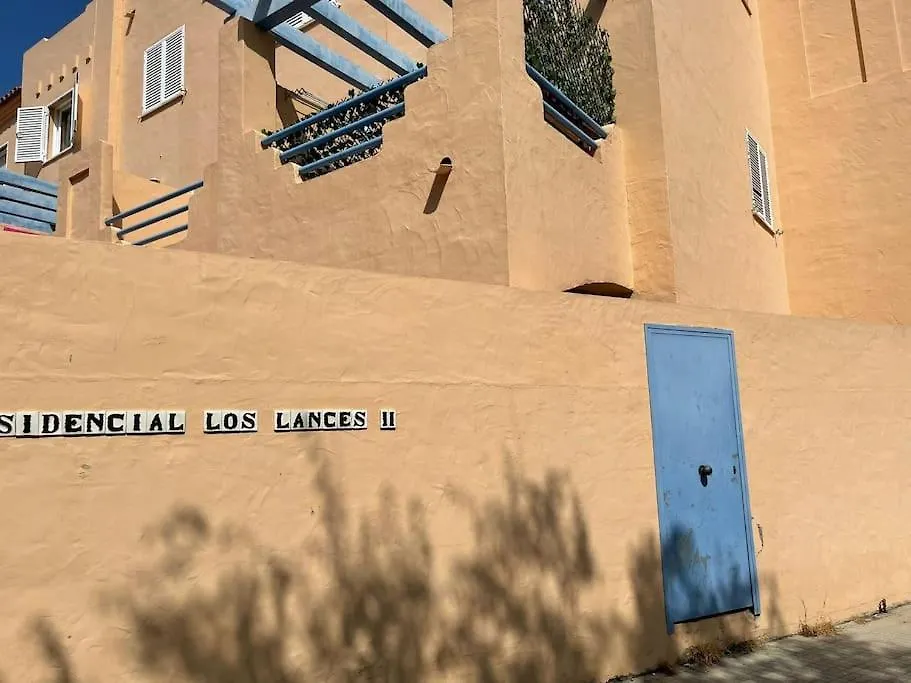 SIDENCIAL LOS LANCES II